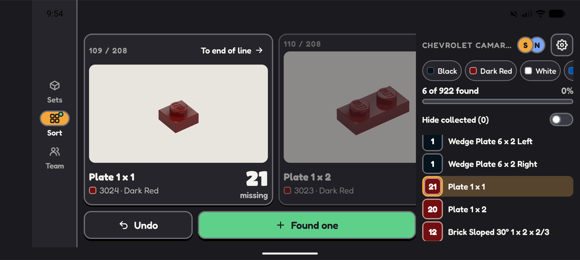 9:54
Sets
Sort
Team
109 / 208
To end of line →
Plate 1 x 1
3024 · Dark Red
21
missing
110 / 208
Plate 1 x 2
3023 · Dark Red
Undo
+ Found one
CHEVROLET CAMAR...
S
N
Black
Dark Red
White
6 of 922 found
0%
Hide collected (0)
1 Wedge Plate 6 x 2 Left
1 Wedge Plate 6 x 2 Right
21 Plate 1 x 1
20 Plate 1 x 2
12 Brick Sloped 30° 1 x 2 x 2/3